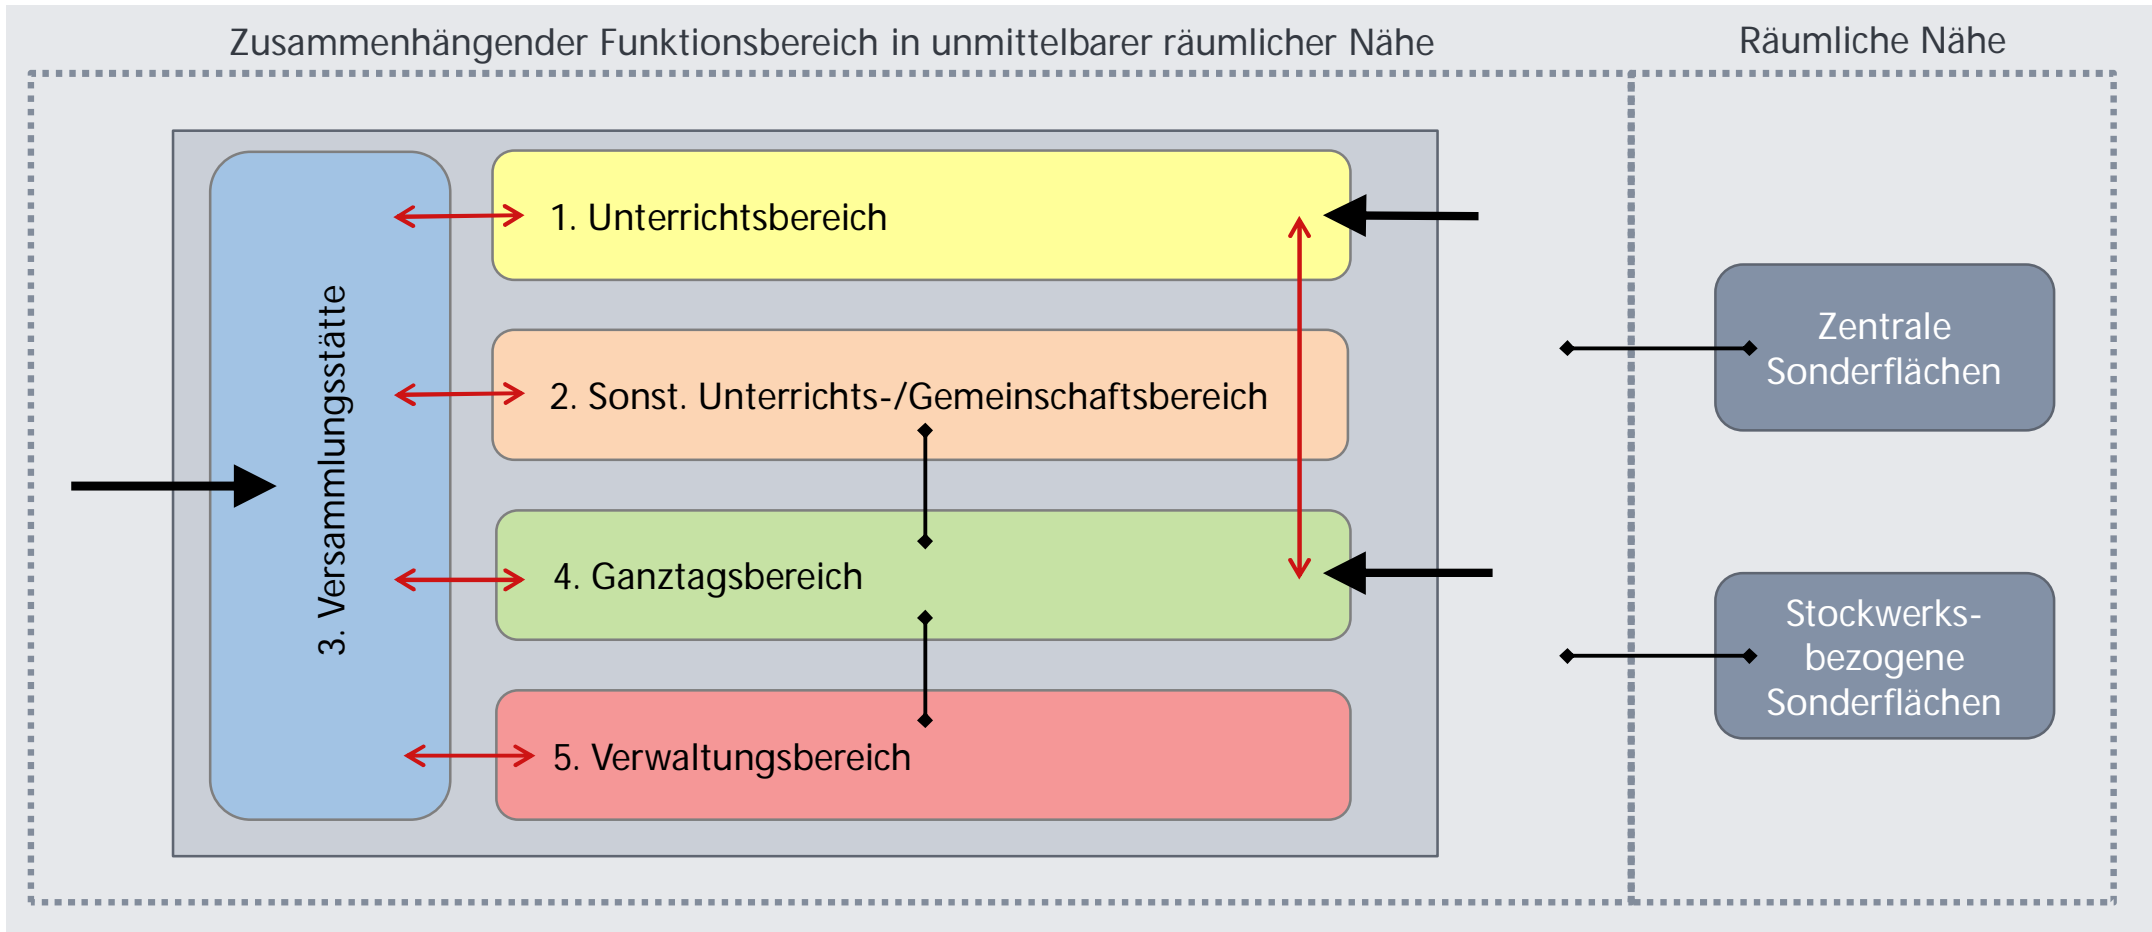 Zusammenhängender Funktionsbereich in unmittelbarer räumlicher Nähe
Räumliche Nähe
3. Versammlungsstätte
1. Unterrichtsbereich
2. Sonst. Unterrichts-/Gemeinschaftsbereich
4. Ganztagsbereich
5. Verwaltungsbereich
Zentrale
Sonderflächen
Stockwerks-
bezogene
Sonderflächen